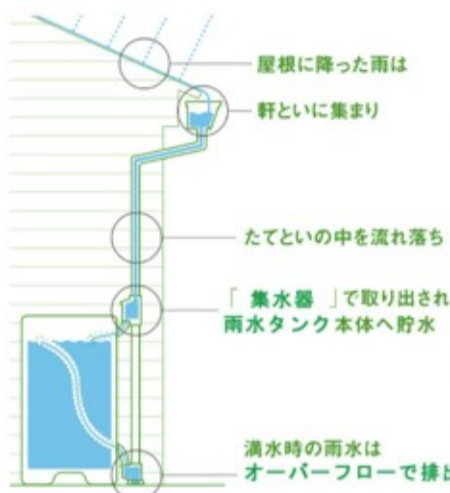 屋根に降った雨は
軒といに集まり
たてといの中を流れ落ち
「 集水器 」で取り出され
雨水タンク本体へ貯水
満水時の雨水は
オーバーフローで排出